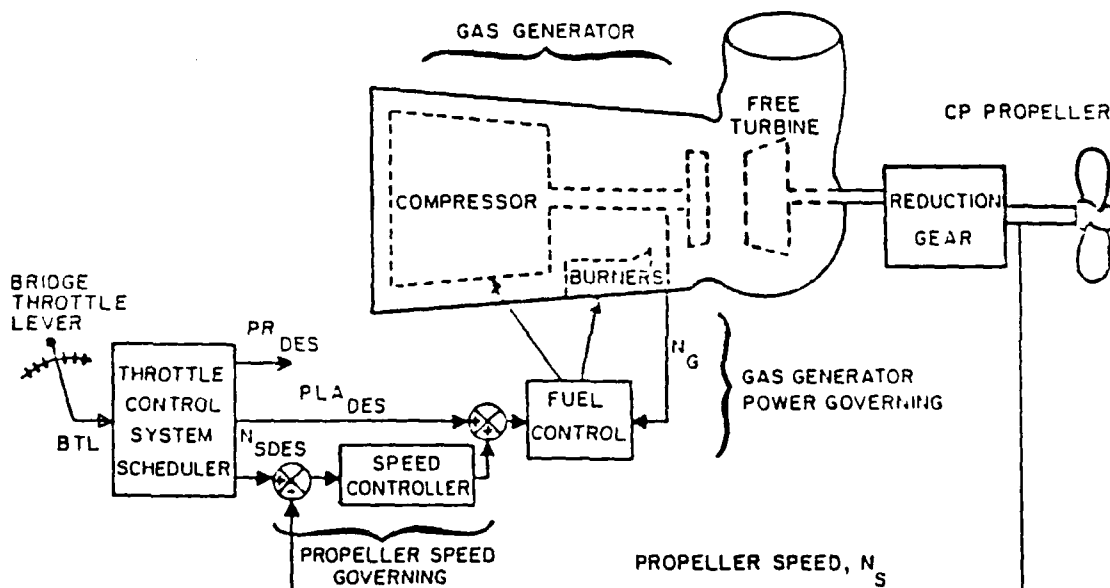 GAS GENERATOR
FREE
TURBINE
CP PROPELLER
COMPRESSOR
REDUCTION
GEAR
BURNERS
BRIDGE
THROTTLE
LEVER
PR DES
THROTTLE
CONTROL
SYSTEM
SCHEDULER
BTL
PLA DES
N SDES
+
-
SPEED
CONTROLLER
+
+
FUEL
CONTROL
N G
GAS GENERATOR
POWER GOVERNING
PROPELLER SPEED
GOVERNING
PROPELLER SPEED, N S